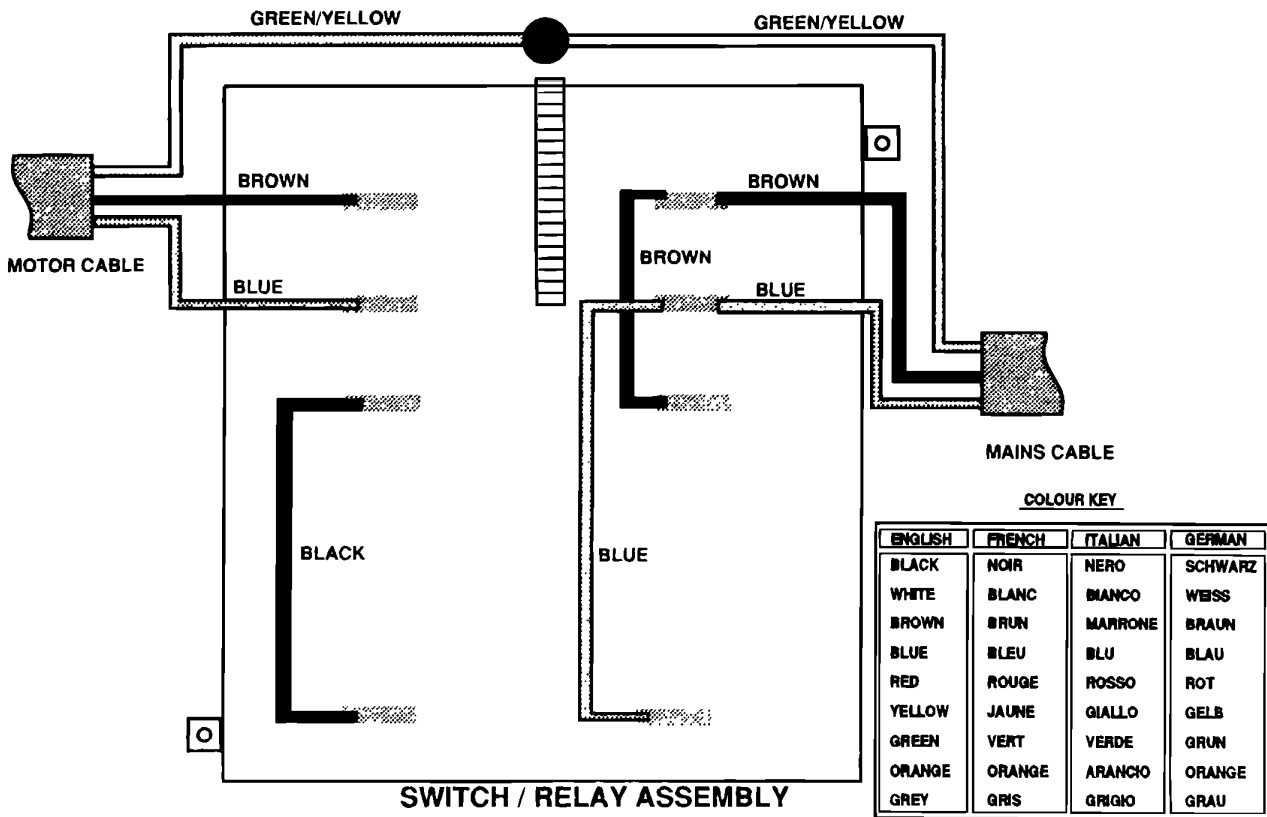 GREEN/YELLOW
GREEN/YELLOW
BROWN
BROWN
MOTOR CABLE
BROWN
BLUE
BLUE
MAINS CABLE
BLACK
BLUE
COLOUR KEY
ENGLISH FRENCH ITALIAN GERMAN
BLACK NOIR NERO SCHWARZ
WHITE BLANC BIANCO WEISS
BROWN BRUN MARRONE BRAUN
BLUE BLEU BLU BLAU
RED ROUGE ROSSO ROT
YELLOW JAUNE GIALLO GELB
GREEN VERT VERDE GRUN
ORANGE ORANGE ARANCIO ORANGE
GREY GRIS GRIGIO GRAU
SWITCH / RELAY ASSEMBLY